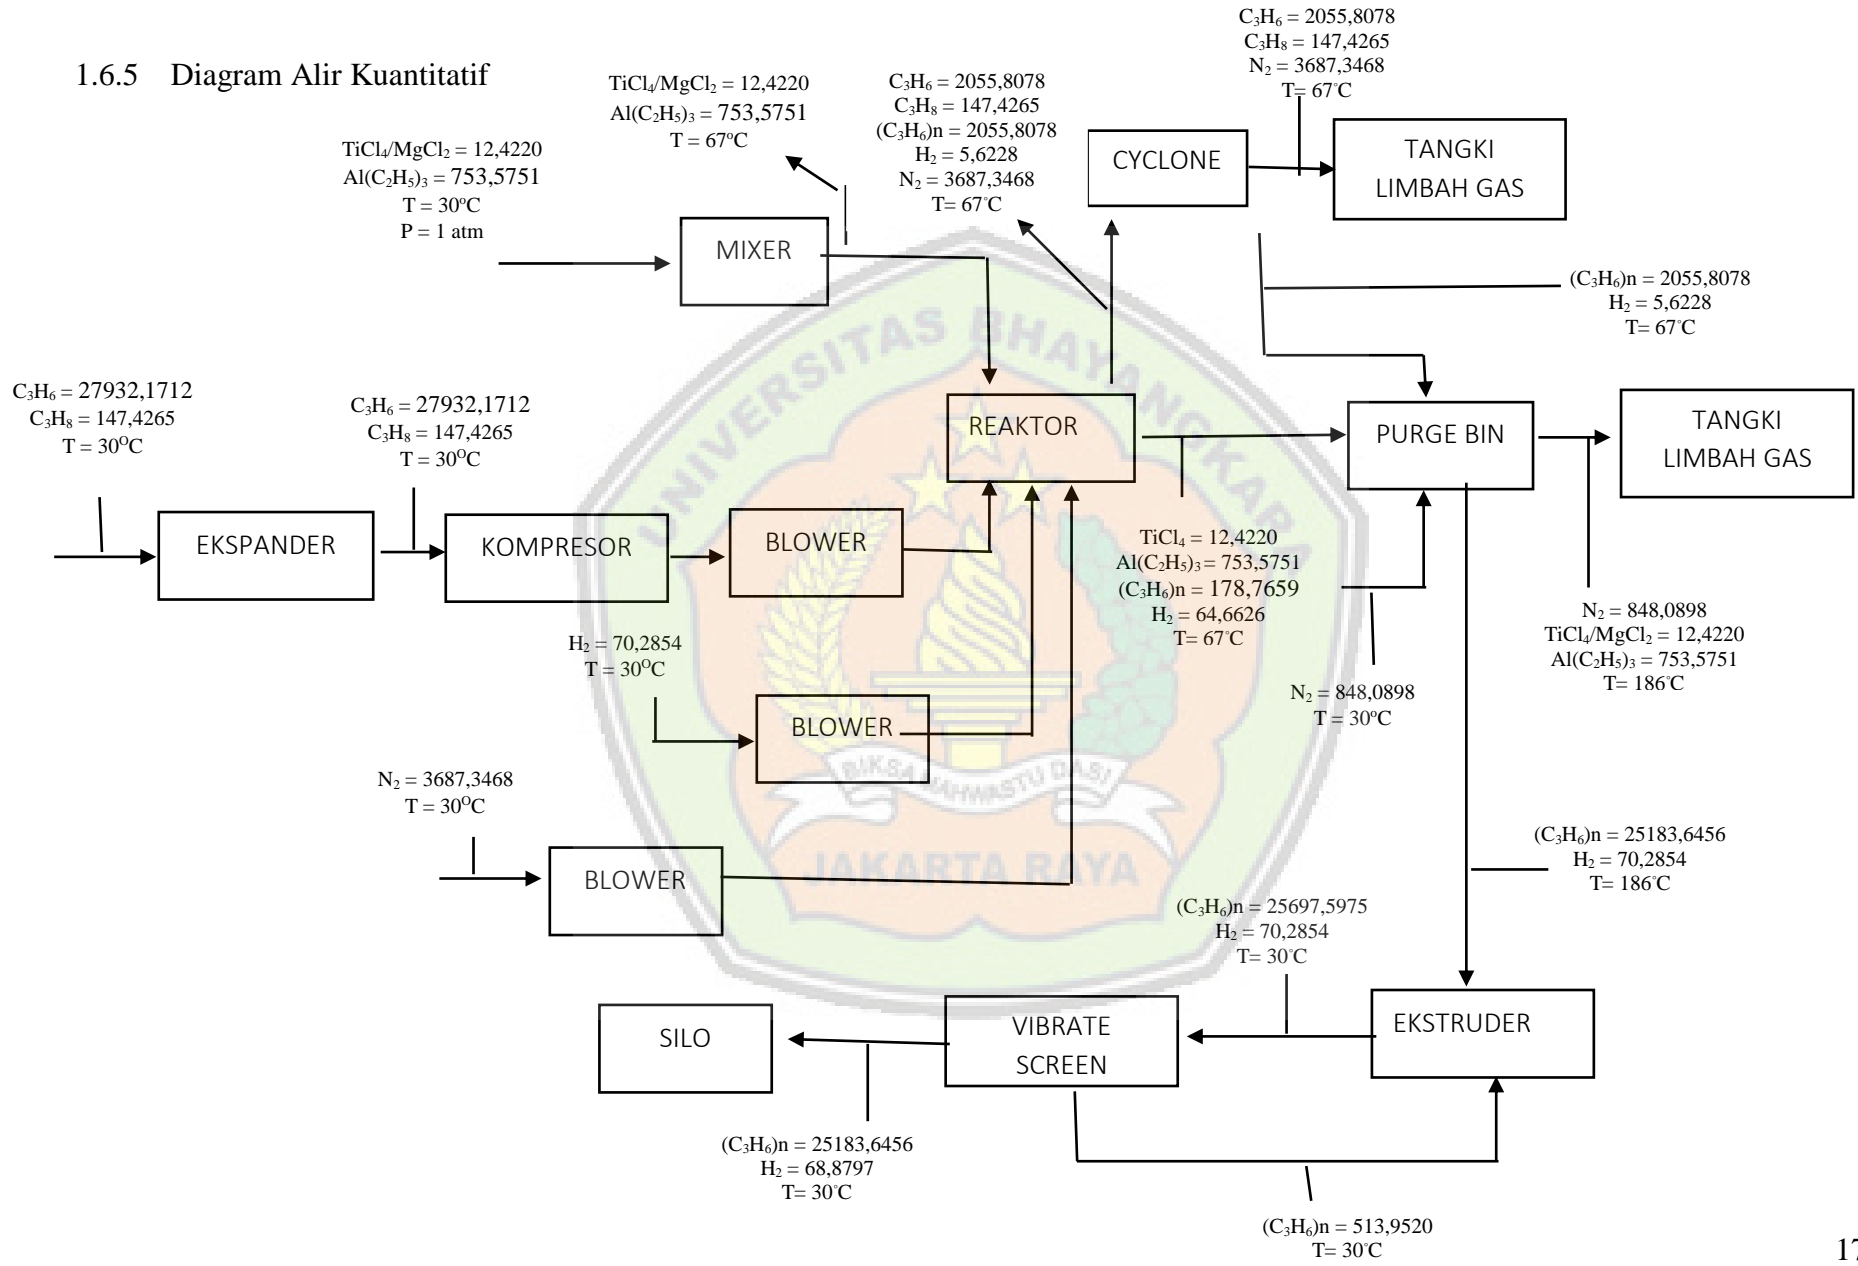 1.6.5 Diagram Alir Kuantitatif
TiCl₄/MgCl₂ = 12,4220
Al(C₂H₅)₃ = 753,5751
T = 30ºC
P = 1 atm
TiCl₄/MgCl₂ = 12,4220
Al(C₂H₅)₃ = 753,5751
T = 67ºC
C₃H₆ = 2055,8078
C₃H₈ = 147,4265
(C₃H₆)n = 2055,8078
H₂ = 5,6228
N₂ = 3687,3468
T= 67°C
C₃H₆ = 2055,8078
C₃H₈ = 147,4265
N₂ = 3687,3468
T= 67°C
CYCLONE
TANGKI
LIMBAH GAS
MIXER
(C₃H₆)n = 2055,8078
H₂ = 5,6228
T= 67°C
UNIVERSITAS BHAYANGKARA
C₃H₆ = 27932,1712
C₃H₈ = 147,4265
T = 30ᴼC
C₃H₆ = 27932,1712
C₃H₈ = 147,4265
T = 30ᴼC
REAKTOR
PURGE BIN
TANGKI
LIMBAH GAS
EKSPANDER
KOMPRESOR
BLOWER
TiCl₄ = 12,4220
Al(C₂H₅)₃ = 753,5751
(C₃H₆)n = 178,7659
H₂ = 64,6626
T= 67°C
N₂ = 848,0898
TiCl₄/MgCl₂ = 12,4220
Al(C₂H₅)₃ = 753,5751
T= 186°C
H₂ = 70,2854
T = 30ᴼC
N₂ = 848,0898
T = 30ºC
BLOWER
BIKSA MAHWASTU DASI
N₂ = 3687,3468
T = 30ᴼC
BLOWER
JAKARTA RAYA
(C₃H₆)n = 25183,6456
H₂ = 70,2854
T= 186°C
(C₃H₆)n = 25697,5975
H₂ = 70,2854
T= 30°C
SILO
VIBRATE
SCREEN
EKSTRUDER
(C₃H₆)n = 25183,6456
H₂ = 68,8797
T= 30°C
(C₃H₆)n = 513,9520
T= 30°C
17